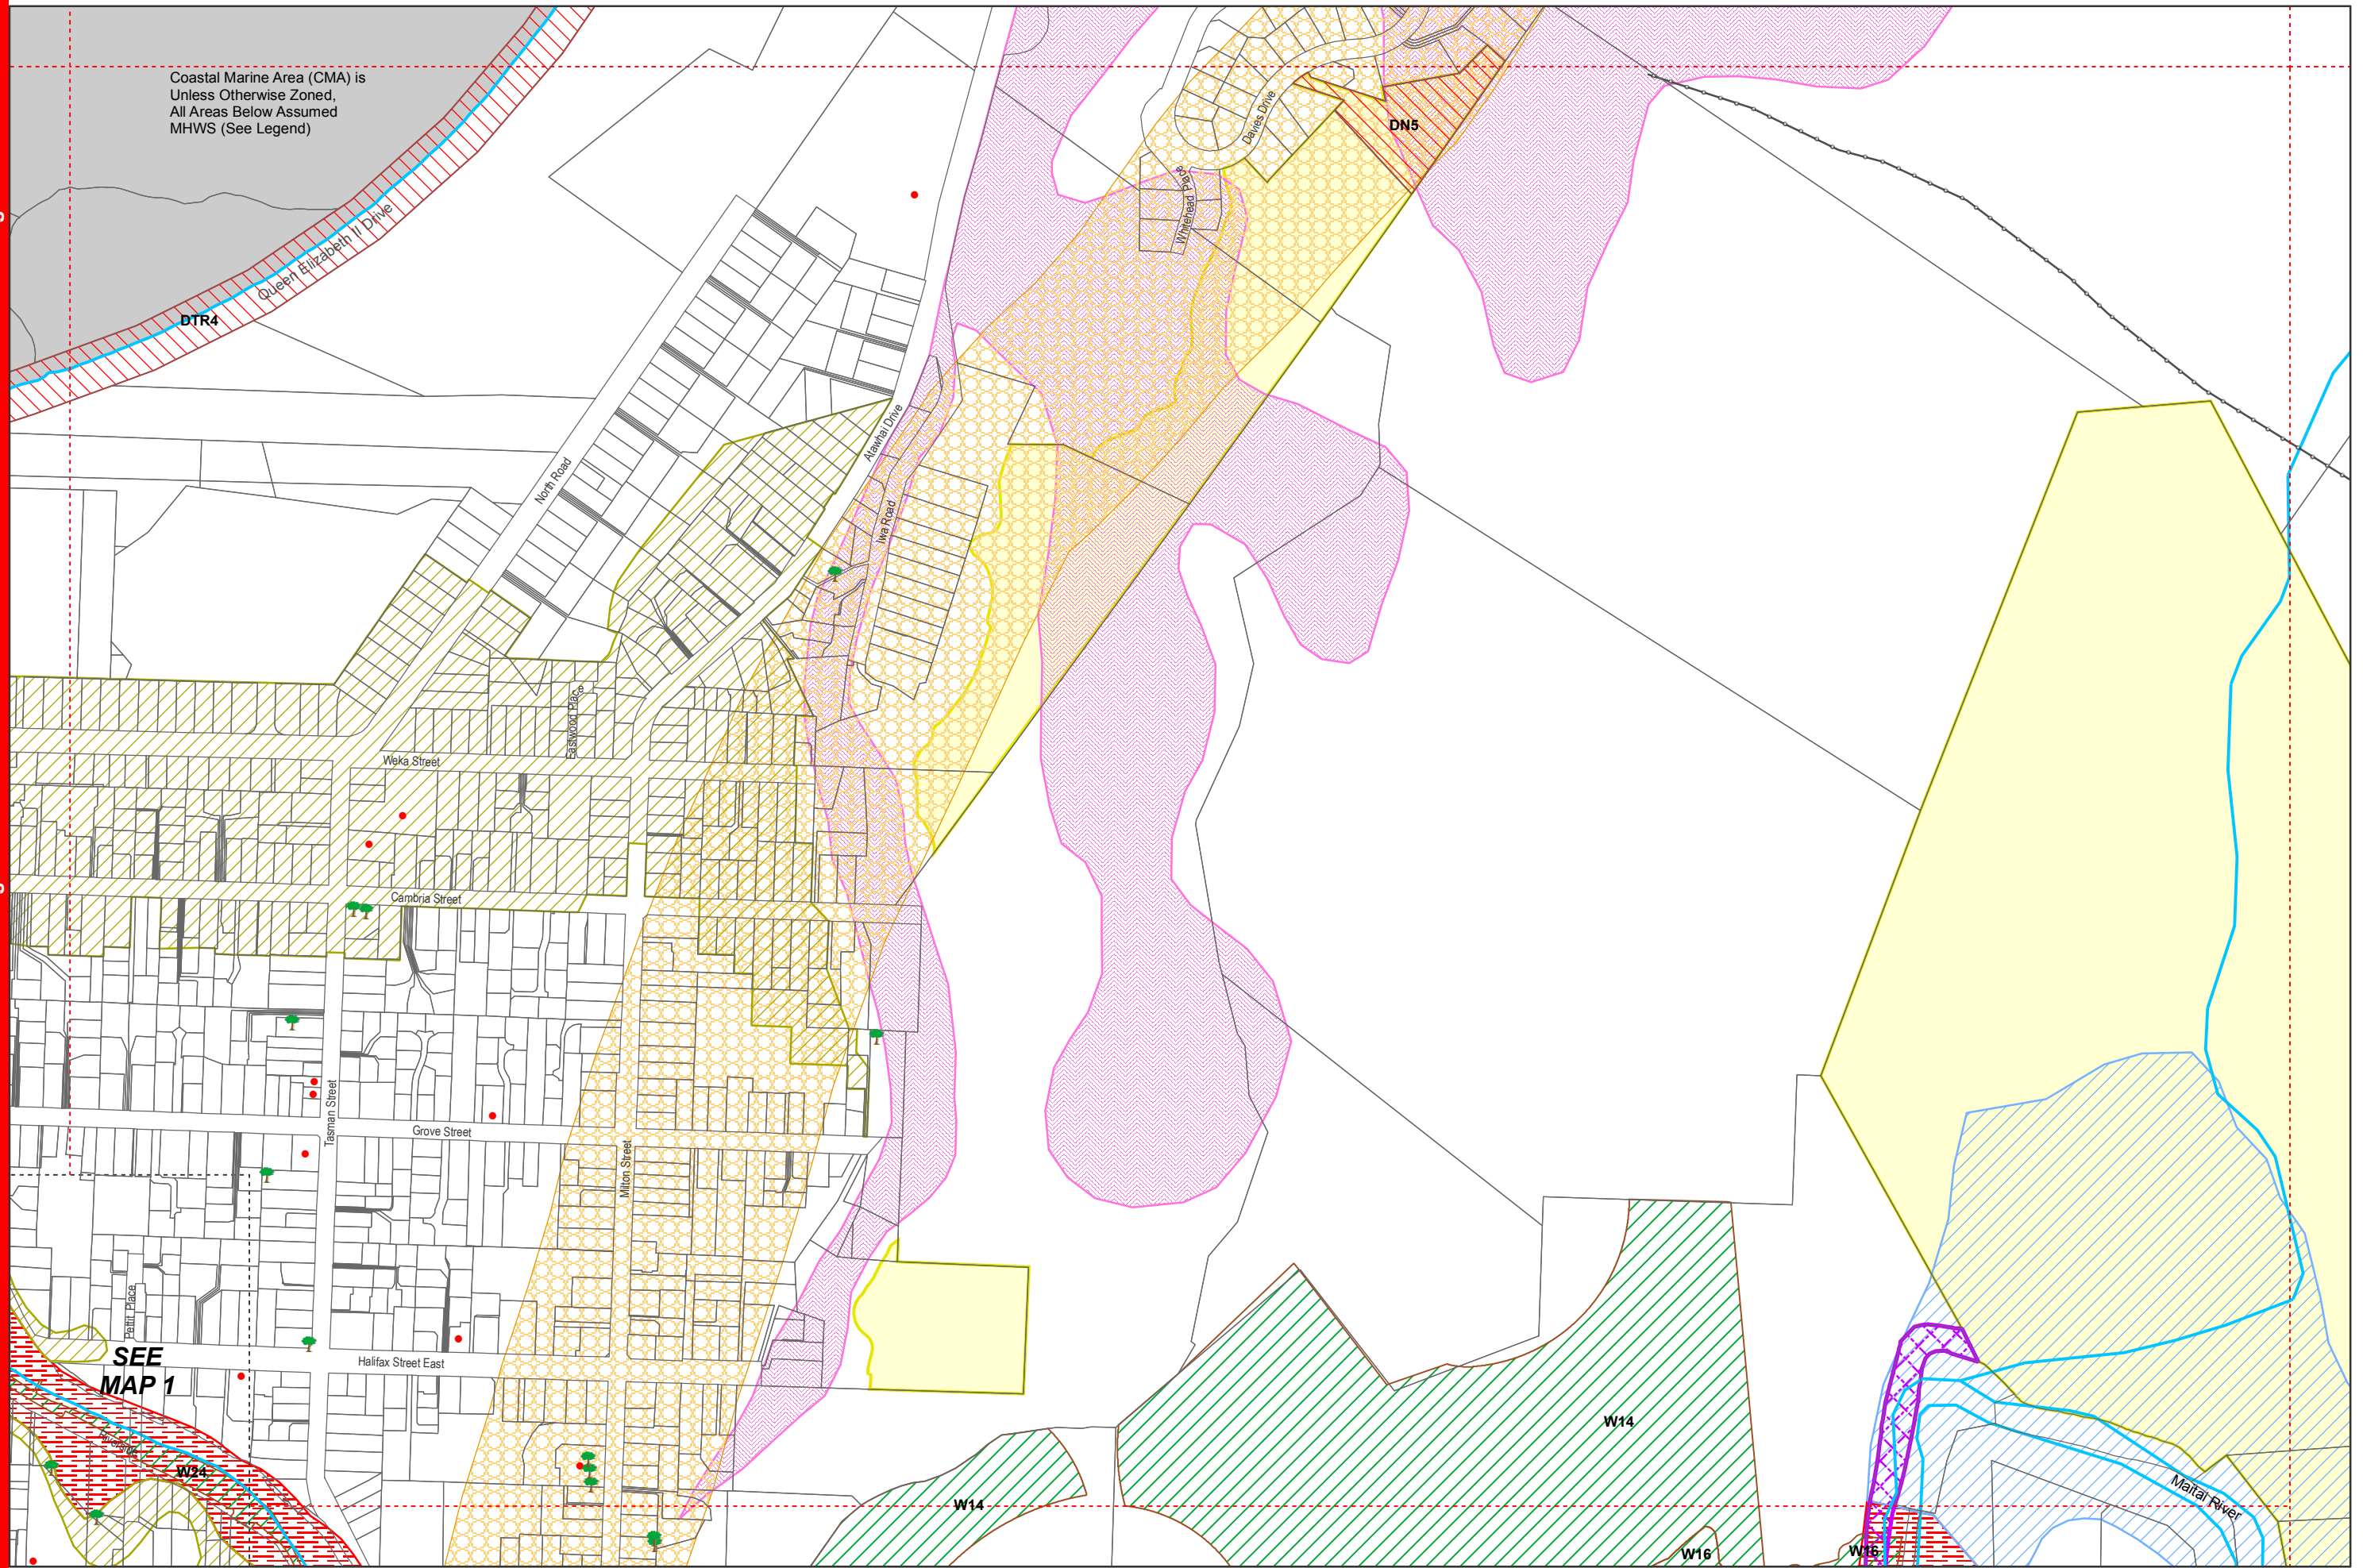 Coastal Marine Area (CMA) is
Unless Otherwise Zoned,
All Areas Below Assumed
MHWS (See Legend)
Queen Elizabeth II Drive
DTR4
Davies Drive
DN5
Whitehead Place
Atawhai Drive
North Road
Iwa Road
Eastwood Place
Weka Street
Cambria Street
Tasman Street
Grove Street
Milton Street
Pettit Place
SEE
MAP 1
Halifax Street East
W24
W14
W14
W16
W16
Maitai River